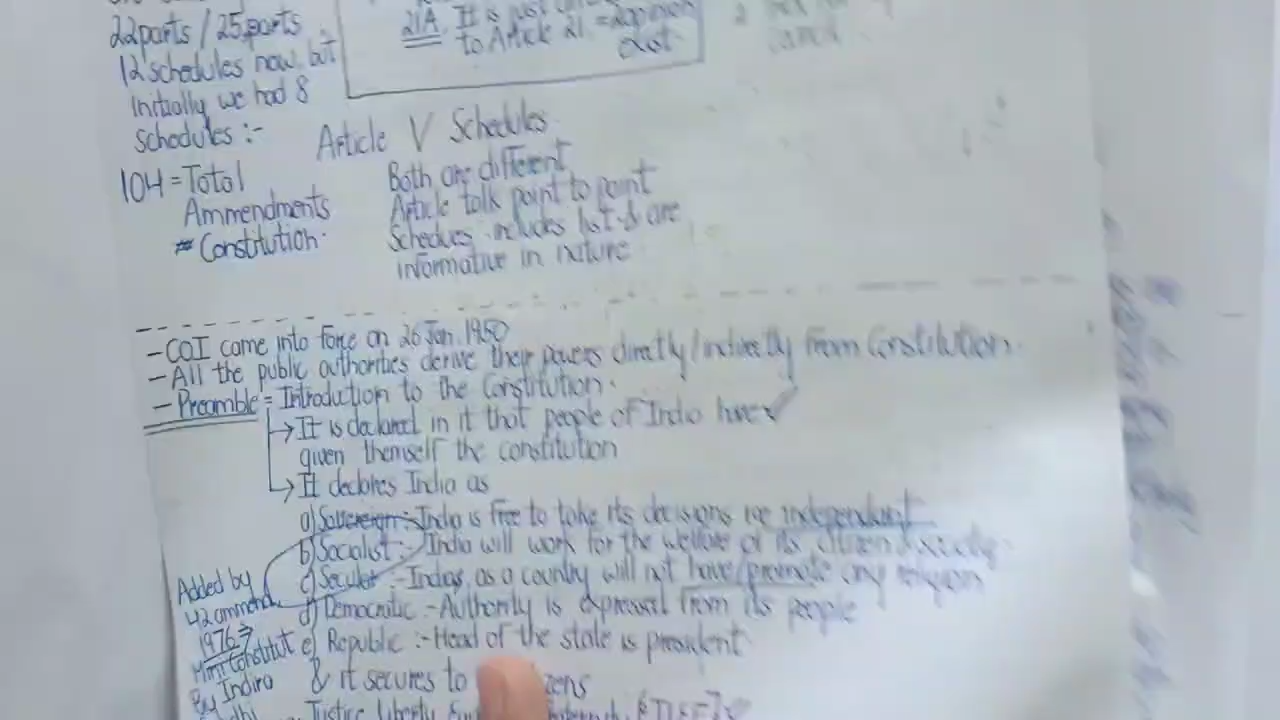 22parts / 25parts
12 schedules now, but
Initially we had 8
schedules :-
104 = Total
Ammendments
Constitution.
21A. It is just
to Article 21. =
Article V Schedules
Both are different
Article talk point to point
Schedules includes list & are
informative in nature
- COI came into force on 26 Jan. 1950
- All the public authorities derive their powers directly/indirectly from Constitution.
- Preamble = Introduction to the Constitution.
→ It is declared in it that people of India have
given themself the constitution
→ It declares India as
a) Sovereign :- India is free to take its decisions ie independent
b) Socialist :- India will work for the welfare of its citizen & society
c) Secular :- India, as a country will not have/promote any religion
d) Democratic :- Authority is expressed from its people
e) Republic :- Head of the state is president
& it secures to
Justice Liberty
Added by
42 ammend.
1976 ⇒
Mini Constitut
By Indira